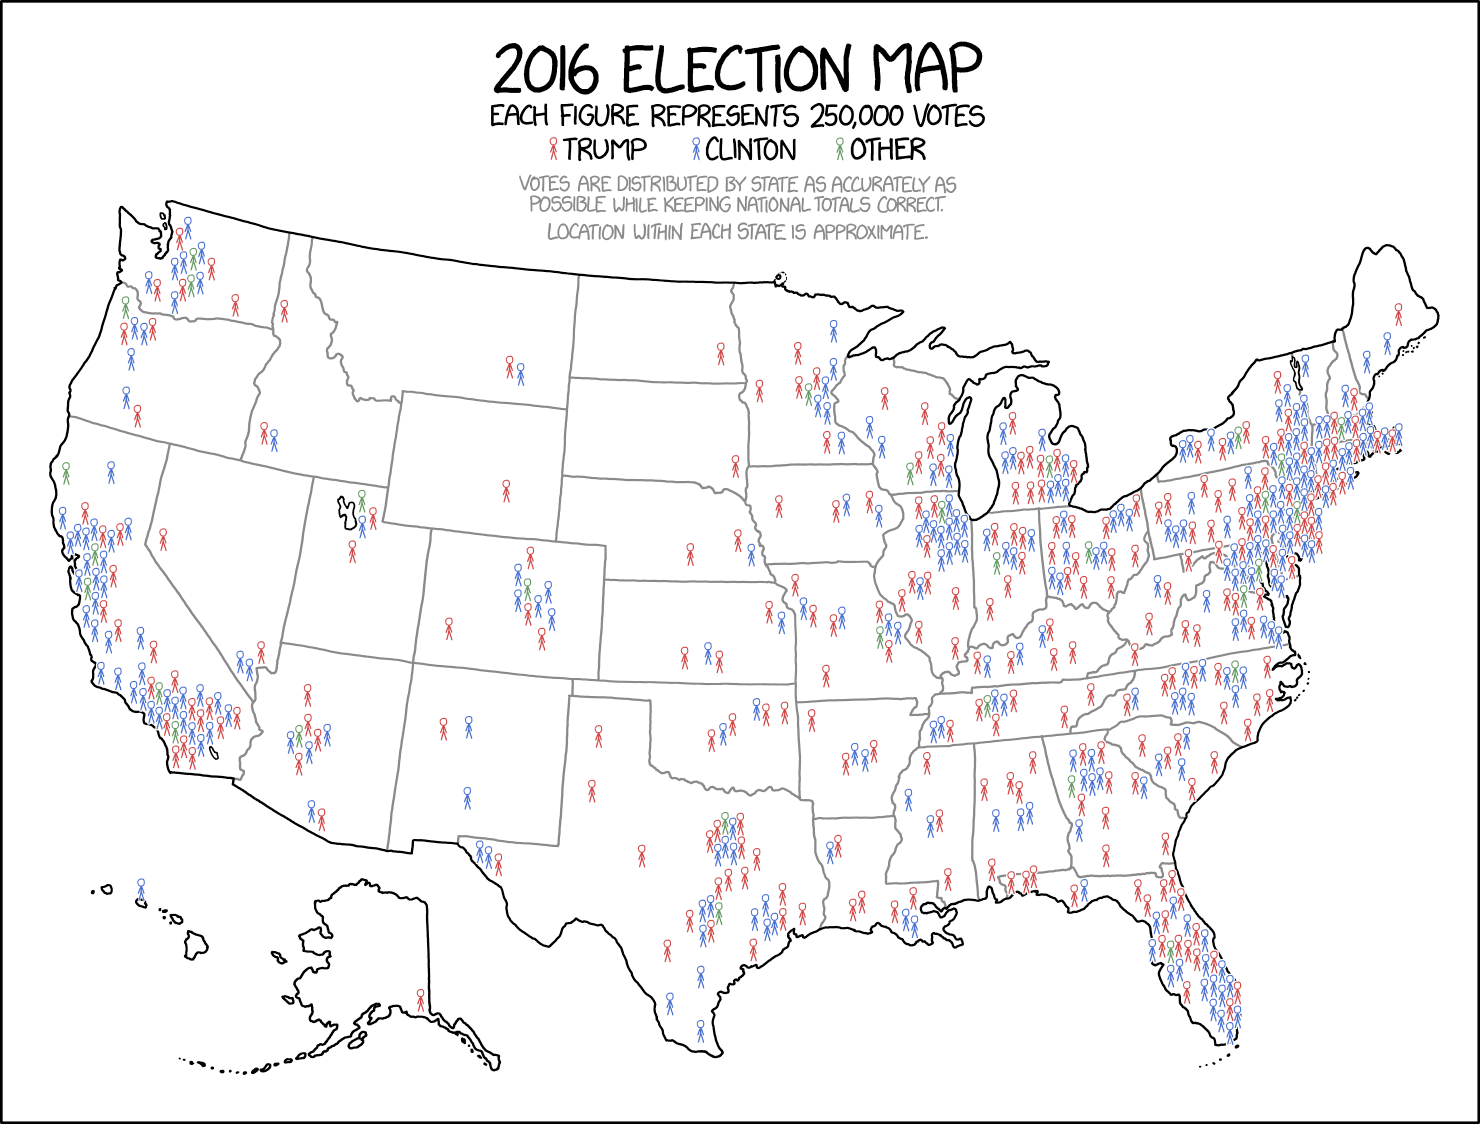 2016 ELECTION MAP
EACH FIGURE REPRESENTS 250,000 VOTES
TRUMP CLINTON OTHER
VOTES ARE DISTRIBUTED BY STATE AS ACCURATELY AS
POSSIBLE WHILE KEEPING NATIONAL TOTALS CORRECT.
LOCATION WITHIN EACH STATE IS APPROXIMATE.